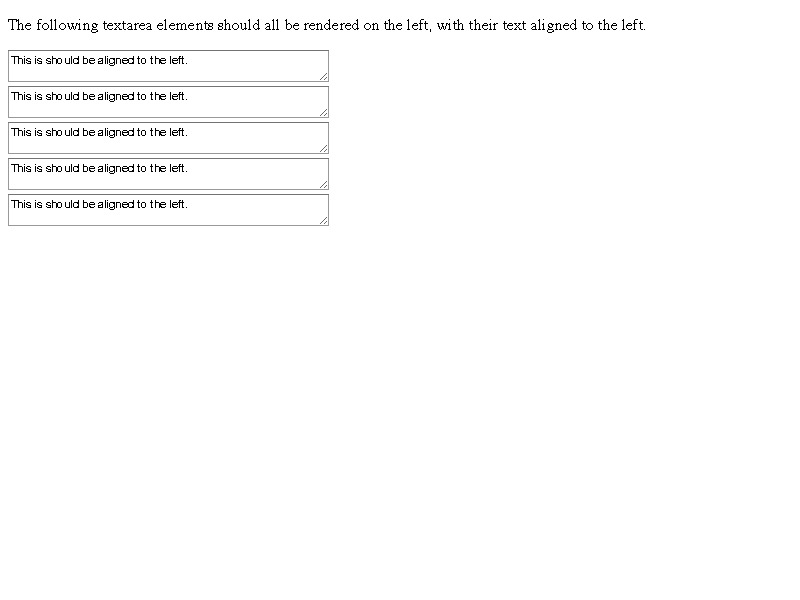 The following textarea elements should all be rendered on the left, with their text aligned to the left.
This is should be aligned to the left.
This is should be aligned to the left.
This is should be aligned to the left.
This is should be aligned to the left.
This is should be aligned to the left.